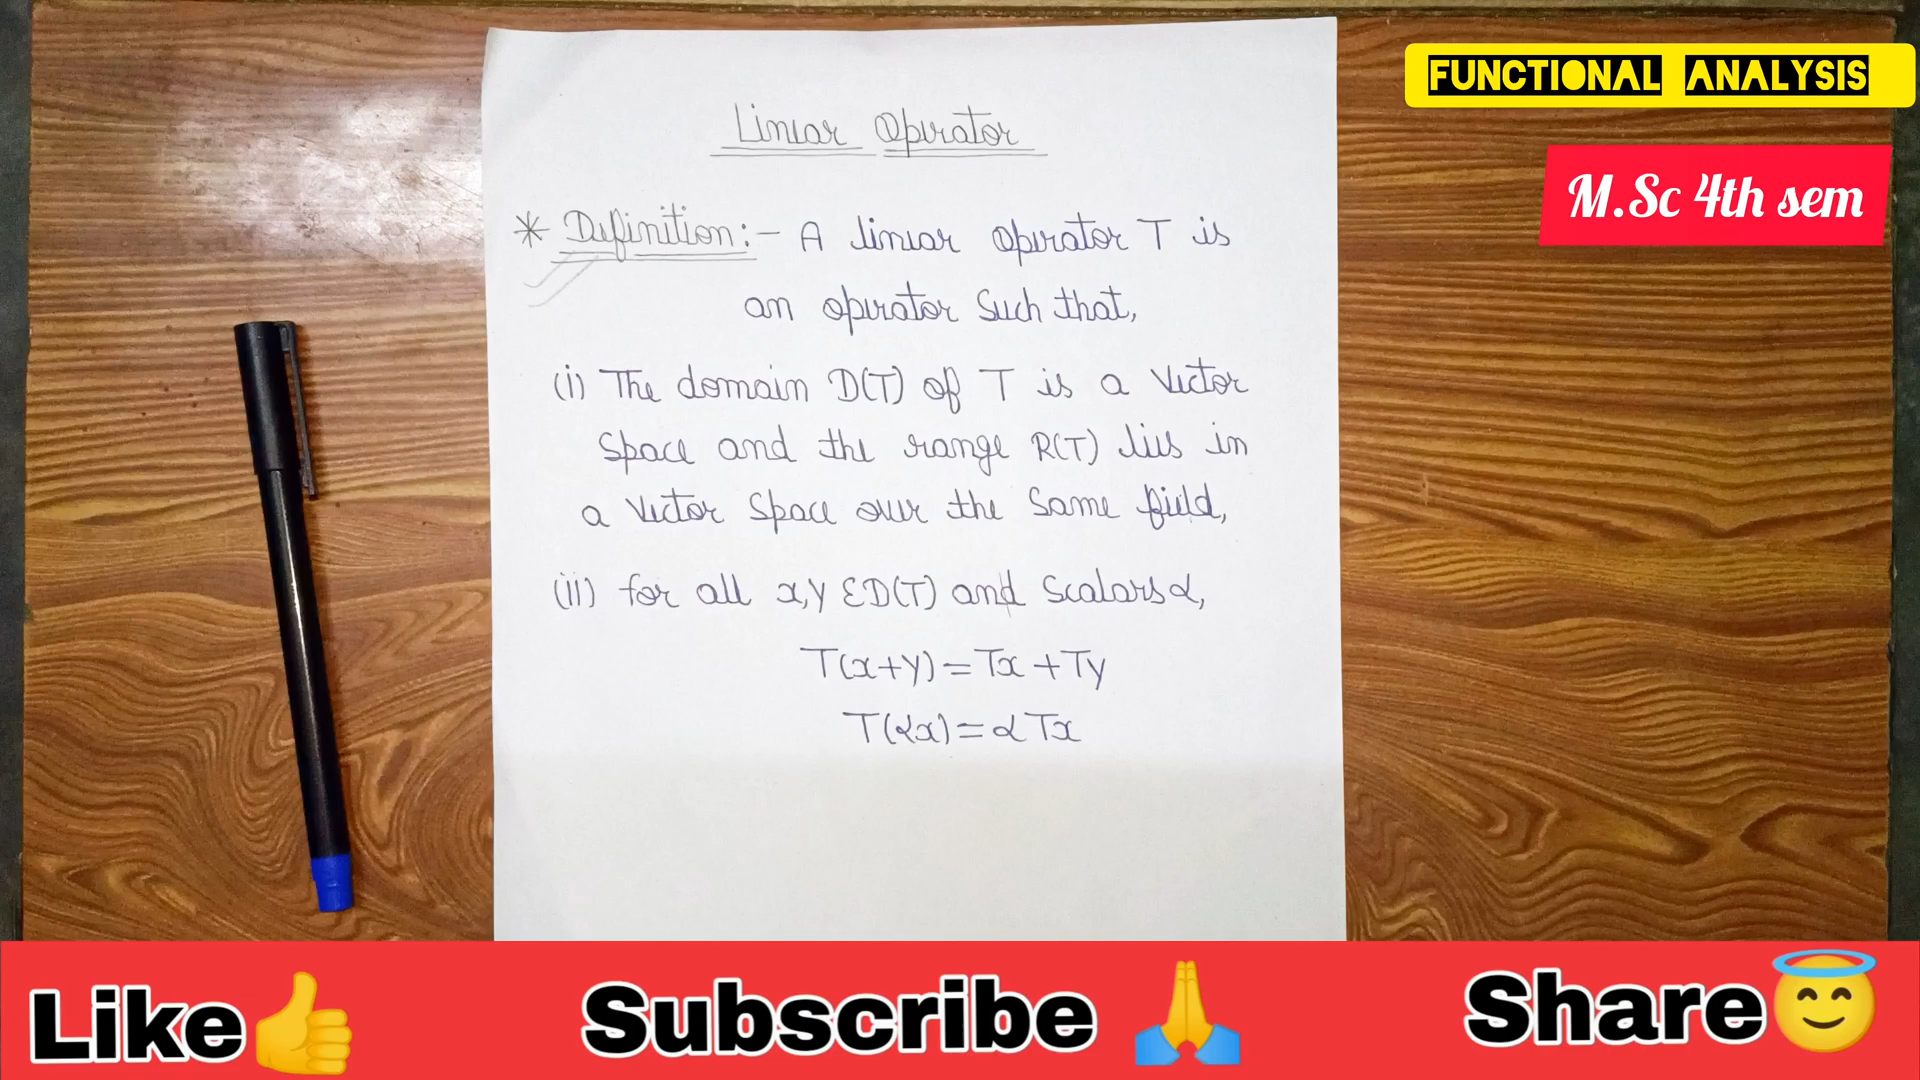 FUNCTIONAL ANALYSIS
M.Sc 4th sem
Linear Operator
* Definition:- A linear operator T is
an operator such that,
(i) The domain D(T) of T is a vector
space and the range R(T) lies in
a vector space over the same field,
(ii) for all x,y ƐD(T) and scalars α,
T(x+y)=Tx+Ty
T(αx)=αTx
Like👍 Subscribe 🙏 Share😇